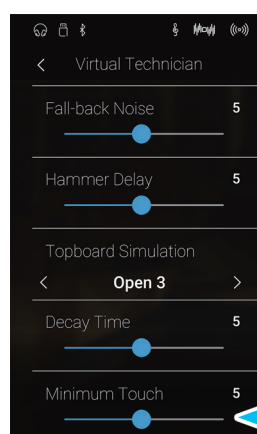 Virtual Technician
Fall-back Noise 5
Hammer Delay 5
Topboard Simulation
Open 3
Decay Time 5
Minimum Touch 5